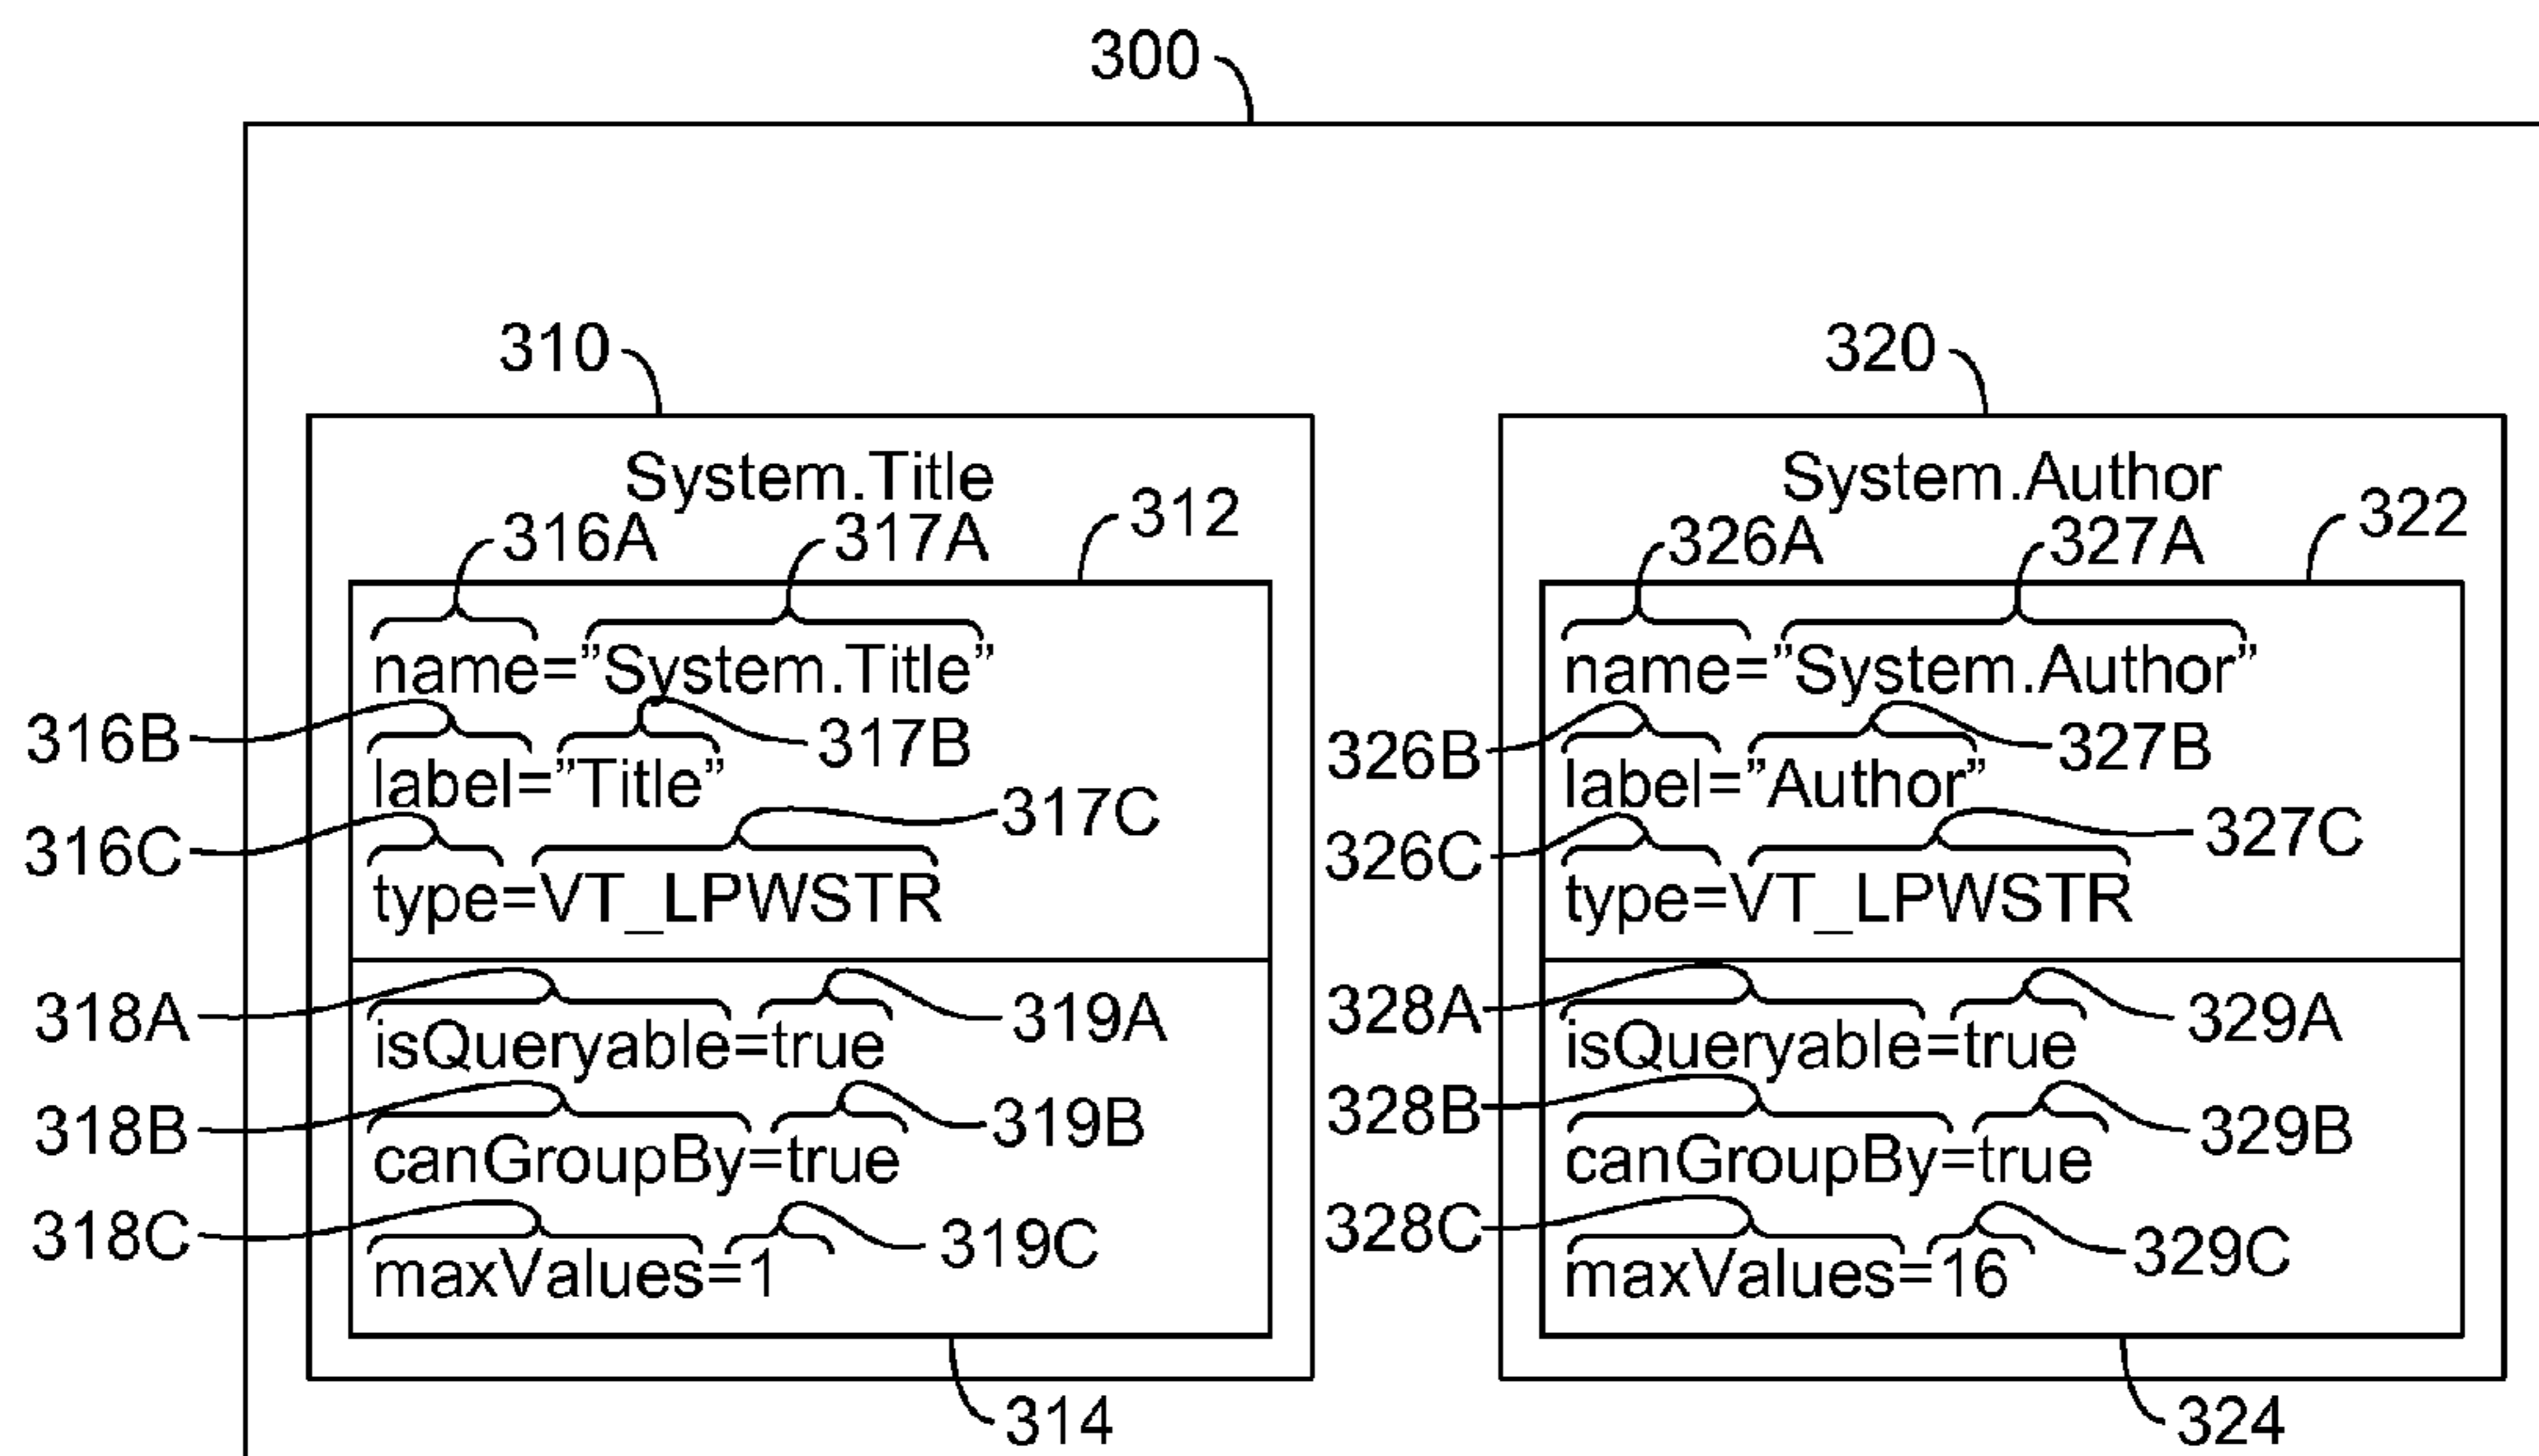 300
310
320
System.Title
System.Author
312
322
316A
317A
326A
327A
name=”System.Title”
name=”System.Author”
316B
317B
326B
327B
label=”Title”
label=”Author”
316C
317C
326C
327C
type=VT_LPWSTR
type=VT_LPWSTR
318A
319A
328A
329A
isQueryable=true
isQueryable=true
318B
319B
328B
329B
canGroupBy=true
canGroupBy=true
318C
319C
328C
329C
maxValues=1
maxValues=16
314
324